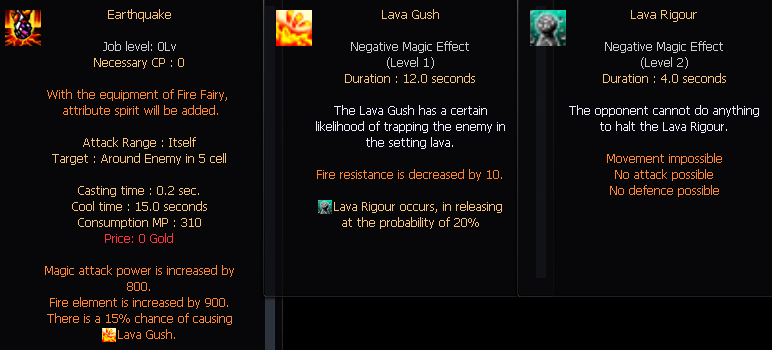 Earthquake
Job level: 0Lv
Necessary CP : 0
With the equipment of Fire Fairy,
attribute spirit will be added.
Attack Range : Itself
Target : Around Enemy in 5 cell
Casting time : 0.2 sec.
Cool time : 15.0 seconds
Consumption MP : 310
Price: 0 Gold
Magic attack power is increased by
800.
Fire element is increased by 900.
There is a 15% chance of causing
Lava Gush.
Lava Gush
Negative Magic Effect
(Level 1)
Duration : 12.0 seconds
The Lava Gush has a certain
likelihood of trapping the enemy in
the setting lava.
Fire resistance is decreased by 10.
Lava Rigour occurs, in releasing
at the probability of 20%
Lava Rigour
Negative Magic Effect
(Level 2)
Duration : 4.0 seconds
The opponent cannot do anything
to halt the Lava Rigour.
Movement impossible
No attack possible
No defence possible